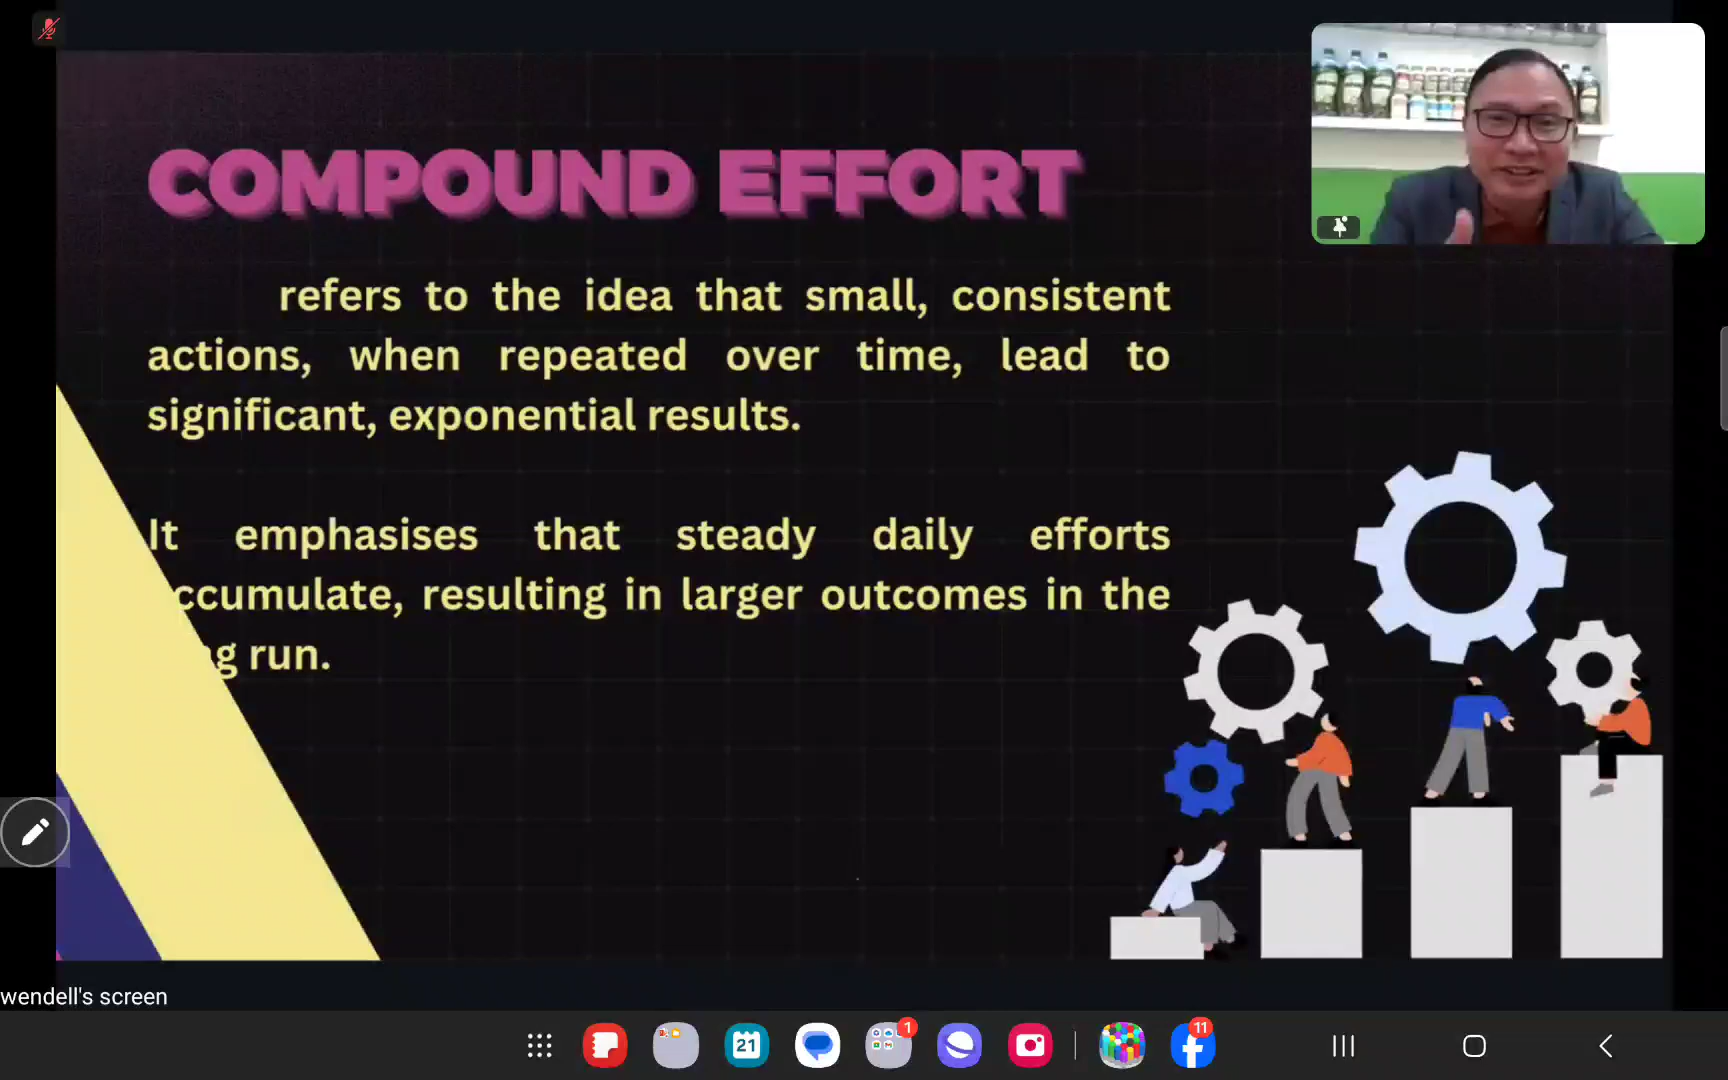 COMPOUND EFFORT
refers to the idea that small, consistent
actions, when repeated over time, lead to
significant, exponential results.
It emphasises that steady daily efforts
ccumulate, resulting in larger outcomes in the
g run.
wendell's screen
21
1
11